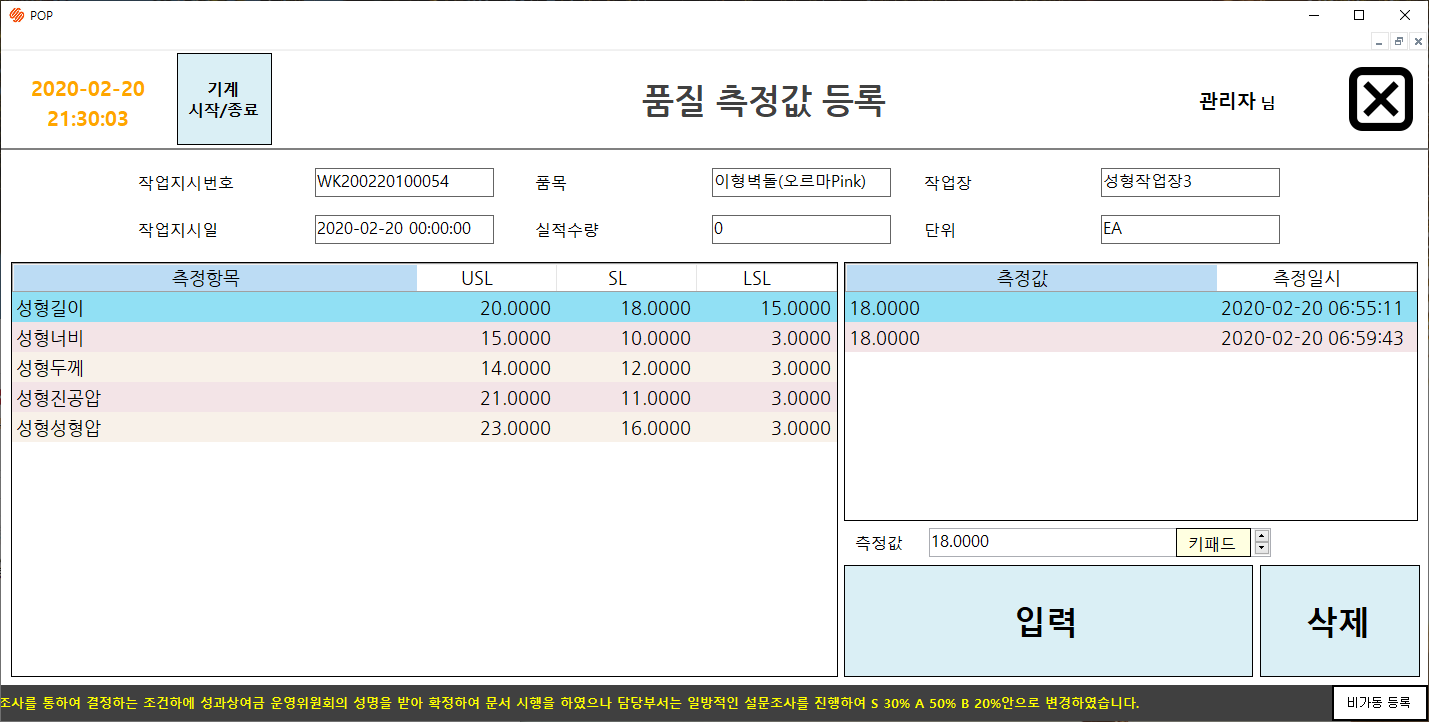 POP
2020-02-20
21:30:03
기계
시작/종료
품질 측정값 등록
관리자 님
작업지시번호 WK200220100054 품목 이형벽돌(오르마Pink) 작업장 성형작업장3
작업지시일 2020-02-20 00:00:00 실적수량 0 단위 EA
측정항목 USL SL LSL
성형길이 20.0000 18.0000 15.0000
성형너비 15.0000 10.0000 3.0000
성형두께 14.0000 12.0000 3.0000
성형진공압 21.0000 11.0000 3.0000
성형성형압 23.0000 16.0000 3.0000
측정값 측정일시
18.0000 2020-02-20 06:55:11
18.0000 2020-02-20 06:59:43
측정값 18.0000 키패드
입력 삭제
조사를 통하여 결정하는 조건하에 성과상여금 운영위원회의 성명을 받아 확정하여 문서 시행을 하였으나 담당부서는 일방적인 설문조사를 진행하여 S 30% A 50% B 20%안으로 변경하였습니다.
비가동 등록